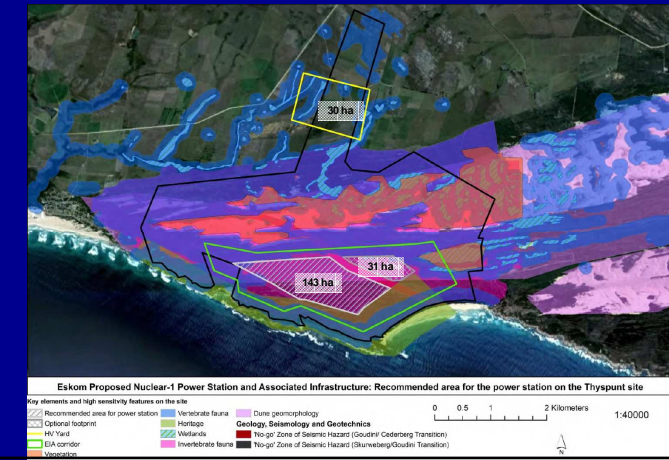 30 ha
31 ha
143 ha
Eskom Proposed Nuclear-1 Power Station and Associated Infrastructure: Recommended area for the power station on the Thyspunt site
Key elements and high sensitivity features on the site
Recommended area for power station
Optional footprint
HV Yard
EIA corridor
Vegetation
Vertebrate fauna
Heritage
Wetlands
Invertebrate fauna
Dune geomorphology
Geology, Seismology and Geotechnics
'No-go' Zone of Seismic Hazard (Goudini/ Cederberg Transition)
'No-go' Zone of Seismic Hazard (Skurweberg/Goudini Transition)
0 0.5 1 2 Kilometers
1:40000
N